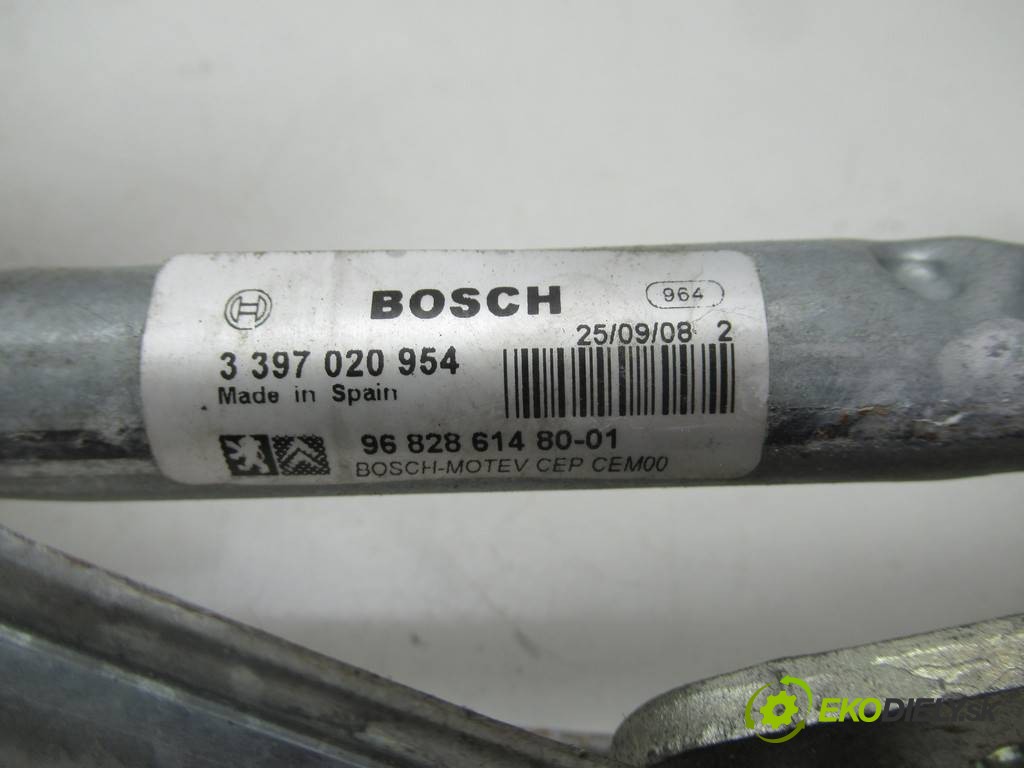 BOSCH
964
25/09/08 2
3 397 020 954
Made in Spain
96 828 614 80-01
BOSCH-MOTEV CEP CEM00
EKODIELY.SK